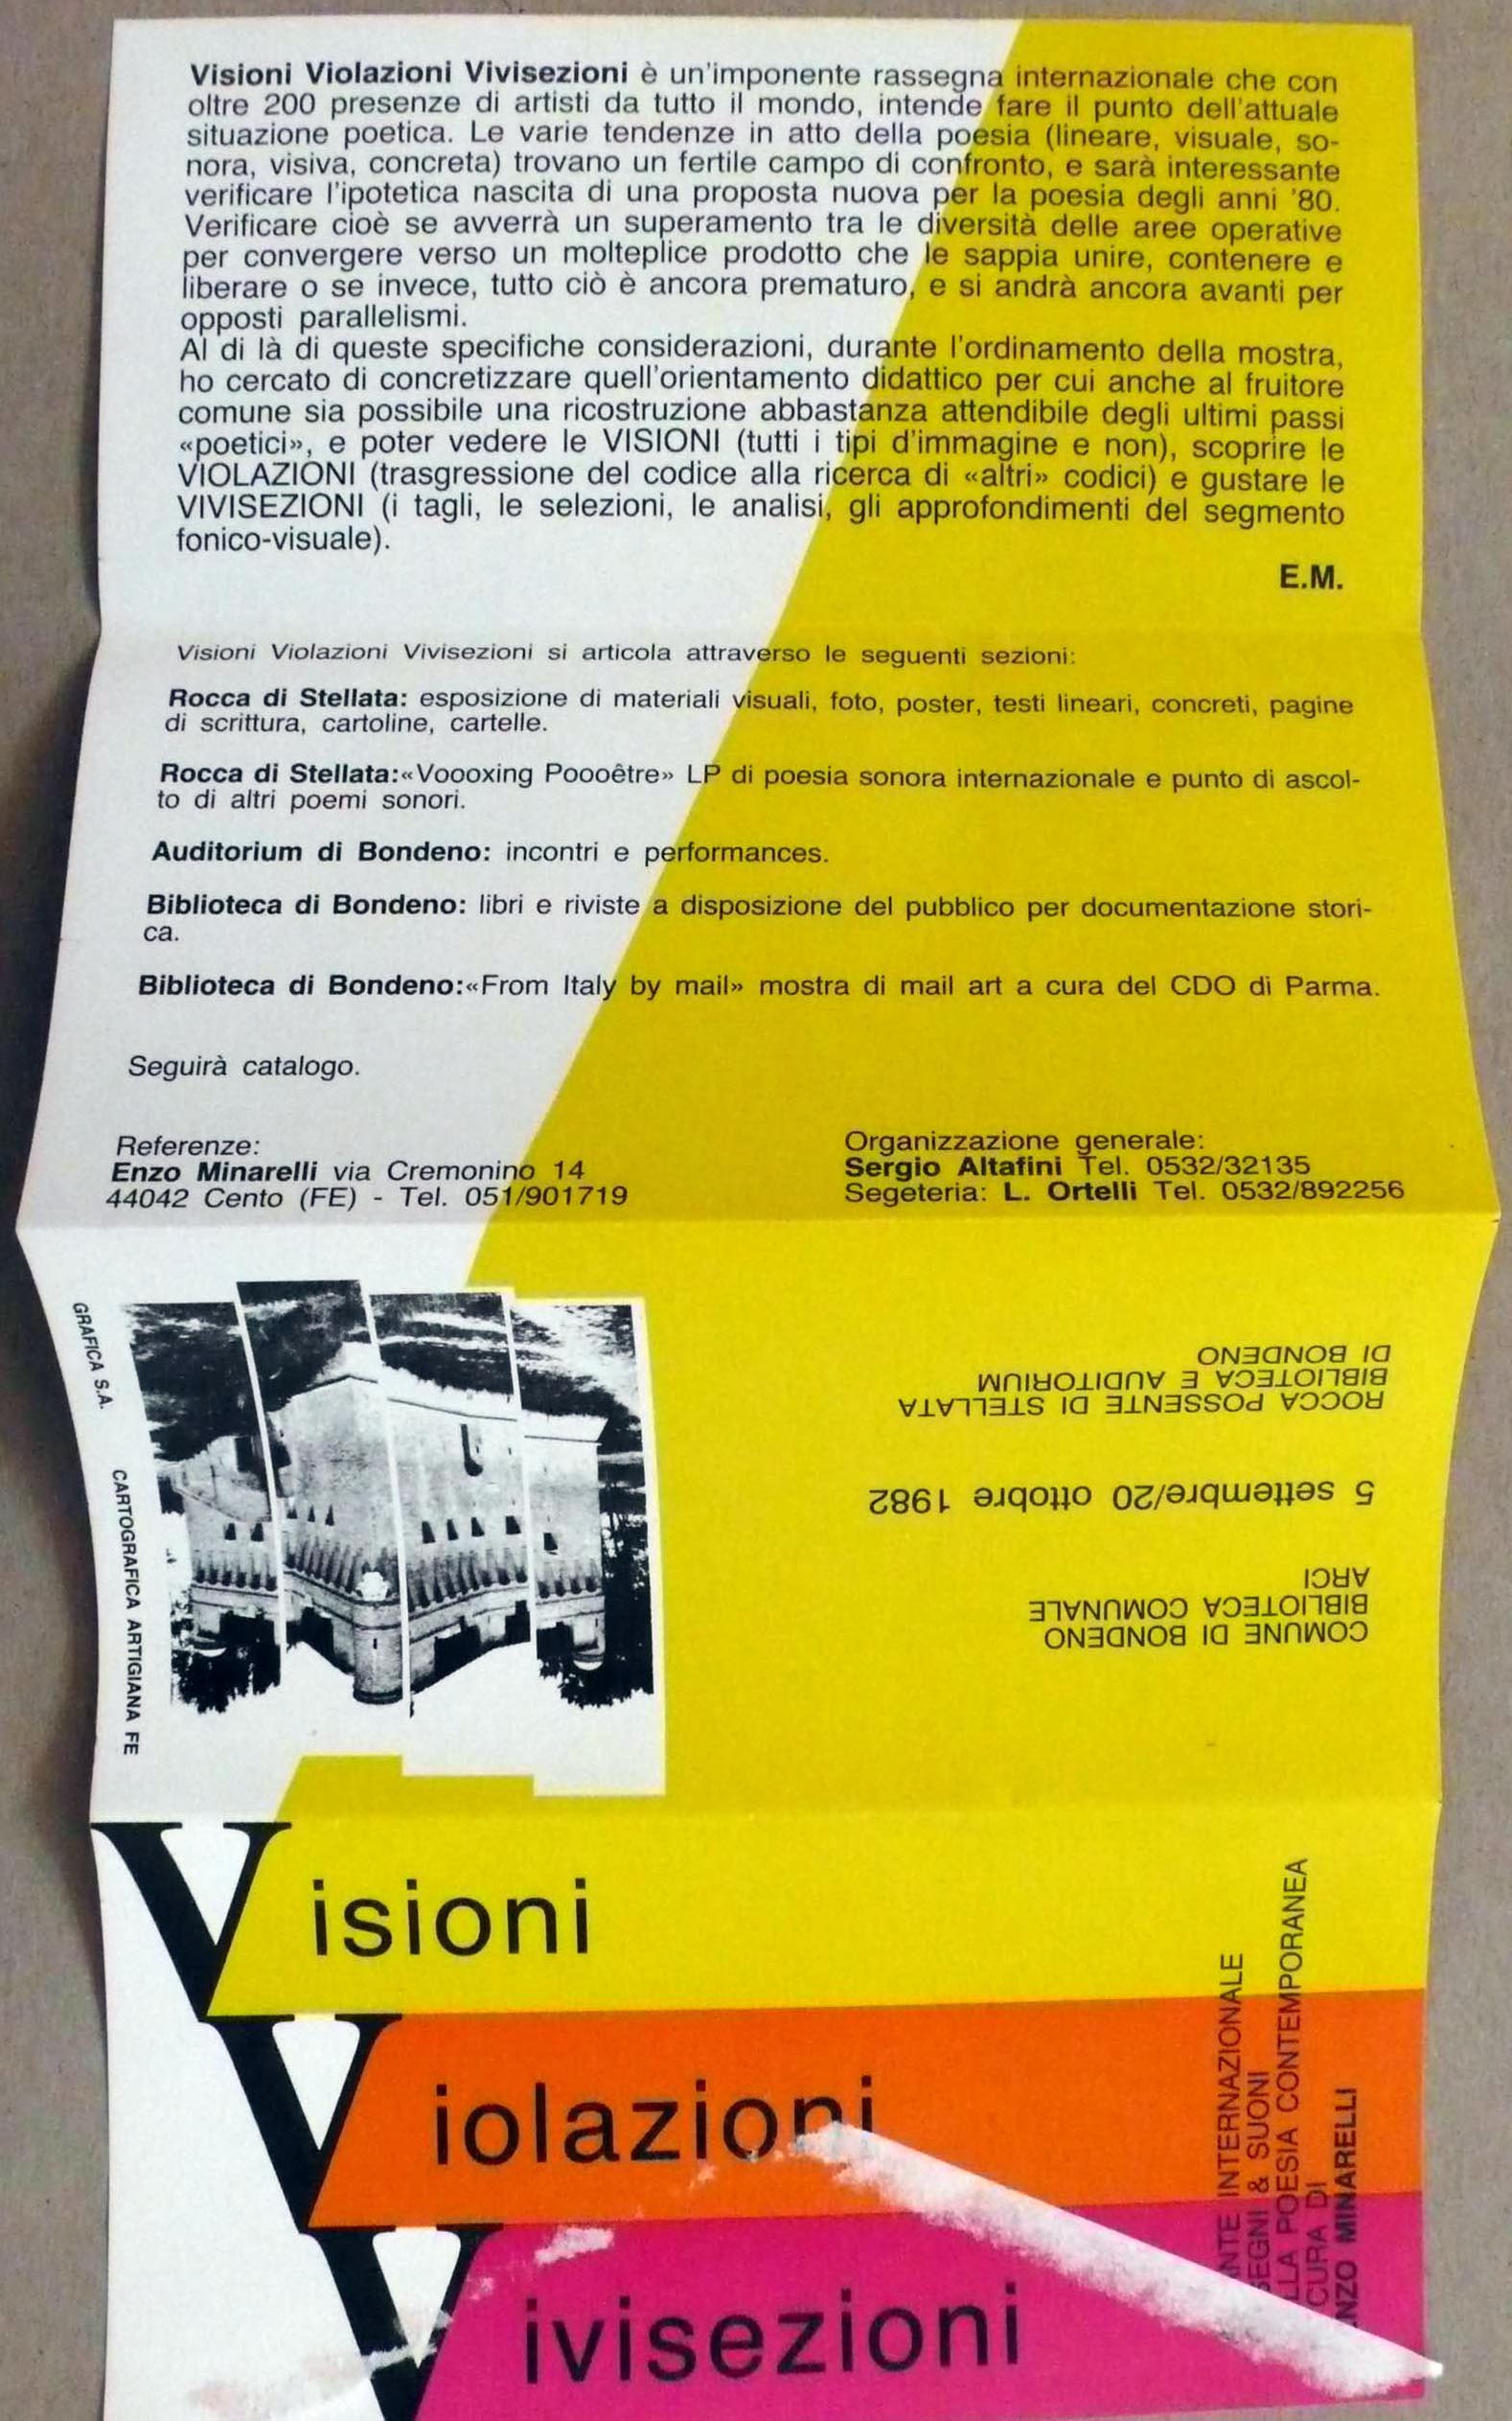 Visioni Violazioni Vivisezioni è un'imponente rassegna internazionale che con
oltre 200 presenze di artisti da tutto il mondo, intende fare il punto dell'attuale
situazione poetica. Le varie tendenze in atto della poesia (lineare, visuale, so-
nora, visiva, concreta) trovano un fertile campo di confronto, e sarà interessante
verificare l'ipotetica nascita di una proposta nuova per la poesia degli anni '80.
Verificare cioè se avverrà un superamento tra le diversità delle aree operative
per convergere verso un molteplice prodotto che le sappia unire, contenere e
liberare o se invece, tutto ciò è ancora prematuro, e si andrà ancora avanti per
opposti parallelismi.
Al di là di queste specifiche considerazioni, durante l'ordinamento della mostra,
ho cercato di concretizzare quell'orientamento didattico per cui anche al fruitore
comune sia possibile una ricostruzione abbastanza attendibile degli ultimi passi
«poetici», e poter vedere le VISIONI (tutti i tipi d'immagine e non), scoprire le
VIOLAZIONI (trasgressione del codice alla ricerca di «altri» codici) e gustare le
VIVISEZIONI (i tagli, le selezioni, le analisi, gli approfondimenti del segmento
fonico-visuale).
E.M.
Visioni Violazioni Vivisezioni si articola attraverso le seguenti sezioni:
Rocca di Stellata: esposizione di materiali visuali, foto, poster, testi lineari, concreti, pagine
di scrittura, cartoline, cartelle.
Rocca di Stellata:«Voooxing Poooêtre» LP di poesia sonora internazionale e punto di ascol-
to di altri poemi sonori.
Auditorium di Bondeno: incontri e performances.
Biblioteca di Bondeno: libri e riviste a disposizione del pubblico per documentazione stori-
ca.
Biblioteca di Bondeno:«From Italy by mail» mostra di mail art a cura del CDO di Parma.
Seguirà catalogo.
Referenze:
Enzo Minarelli via Cremonino 14
44042 Cento (FE) - Tel. 051/901719
Organizzazione generale:
Sergio Altafini Tel. 0532/32135
Segeteria: L. Ortelli Tel. 0532/892256
GRAFICA S.A.
CARTOGRAFICA ARTIGIANA FE
COMUNE DI BONDENO
BIBLIOTECA COMUNALE
ARCI
5 settembre/20 ottobre 1982
ROCCA POSSENTE DI STELLATA
BIBLIOTECA E AUDITORIUM
DI BONDENO
Visioni
Violazioni
Vivisezioni
INTERNAZIONALE
& SUONI
POESIA CONTEMPORANEA
CURA DI
MINARELLI